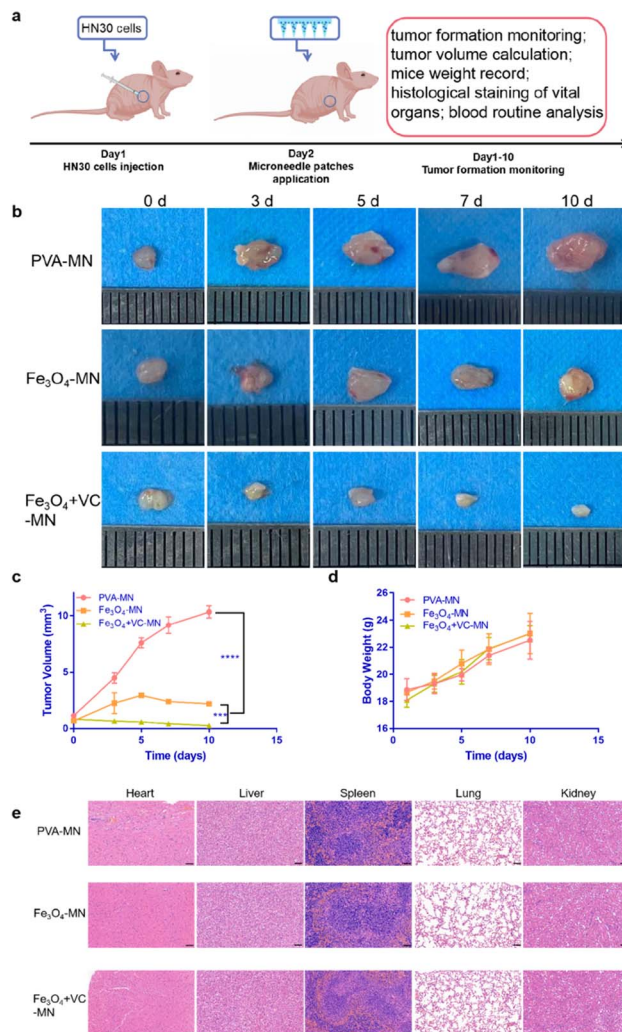 a
HN30 cells
tumor formation monitoring;
tumor volume calculation;
mice weight record;
histological staining of vital
organs; blood routine analysis
Day1
HN30 cells injection
Day2
Microneedle patches
application
Day1-10
Tumor formation monitoring
b
0 d 3 d 5 d 7 d 10 d
PVA-MN
Fe₃O₄-MN
Fe₃O₄+VC
-MN
c
Tumor Volume (mm³)
10
5
0
0 5 10 15
Time (days)
PVA-MN
Fe₃O₄-MN
Fe₃O₄+VC-MN
****
***
d
Body Weight (g)
26
24
22
20
18
16
0 5 10 15
Time (days)
PVA-MN
Fe₃O₄-MN
Fe₃O₄+VC-MN
Heart Liver Spleen Lung Kidney
e
PVA-MN
Fe₃O₄-MN
Fe₃O₄+VC
-MN